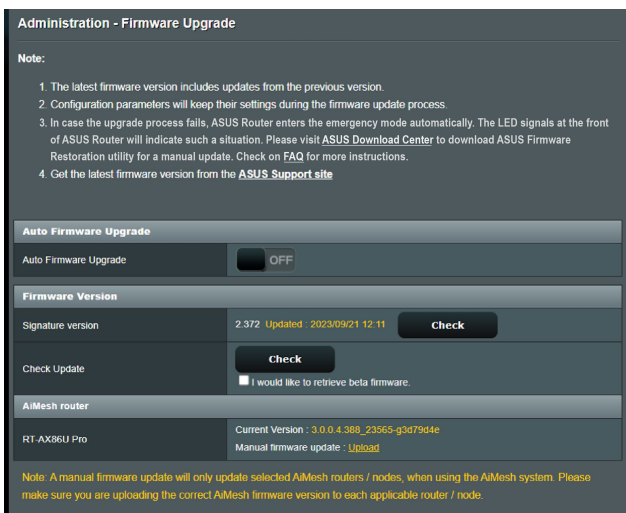 Administration - Firmware Upgrade
Note:
1. The latest firmware version includes updates from the previous version.
2. Configuration parameters will keep their settings during the firmware update process.
3. In case the upgrade process fails, ASUS Router enters the emergency mode automatically. The LED signals at the front
of ASUS Router will indicate such a situation. Please visit ASUS Download Center to download ASUS Firmware
Restoration utility for a manual update. Check on FAQ for more instructions.
4. Get the latest firmware version from the ASUS Support site
Auto Firmware Upgrade
Auto Firmware Upgrade OFF
Firmware Version
Signature version 2.372 Updated : 2023/09/21 12:11 Check
Check Update Check
I would like to retrieve beta firmware.
AiMesh router
RT-AX86U Pro Current Version : 3.0.0.4.388_23565-g3d79d4e
Manual firmware update : Upload
Note: A manual firmware update will only update selected AiMesh routers / nodes, when using the AiMesh system. Please
make sure you are uploading the correct AiMesh firmware version to each applicable router / node.